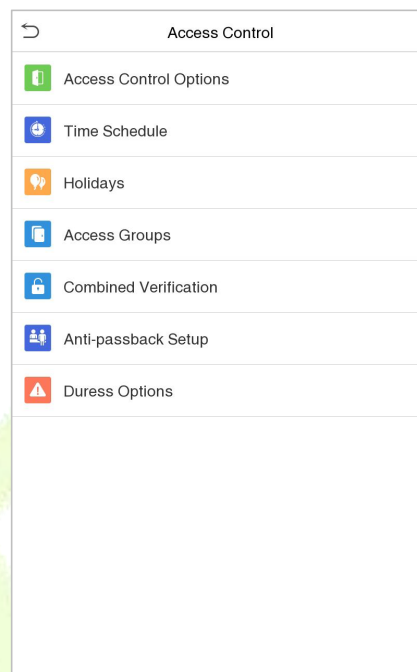 Access Control
Access Control Options
Time Schedule
Holidays
Access Groups
Combined Verification
Anti-passback Setup
Duress Options